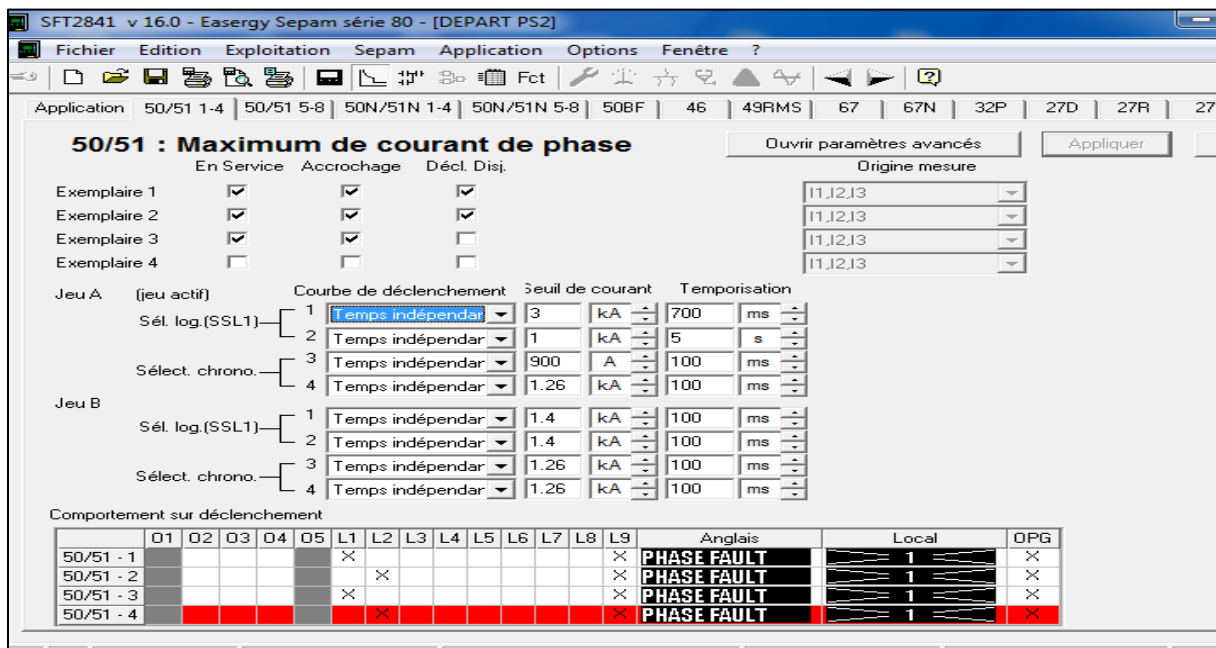 SFT2841 v 16.0 - Easergy Sepam série 80 - [DEPART PS2]
Fichier Edition Exploitation Sepam Application Options Fenêtre ?
Fct
Application 50/51 1-4 50/51 5-8 50N/51N 1-4 50N/51N 5-8 50BF 46 49RMS 67 67N 32P 27D 27R 27
50/51 : Maximum de courant de phase
Ouvrir paramètres avancés Appliquer
En Service Accrochage Décl. Disj. Origine mesure
Exemplaire 1 I1,I2,I3
Exemplaire 2 I1,I2,I3
Exemplaire 3 I1,I2,I3
Exemplaire 4 I1,I2,I3
Jeu A (jeu actif) Courbe de déclenchement Seuil de courant Temporisation
Sél. log.(SSL1) 1 Temps indépendar 3 kA 700 ms
2 Temps indépendar 1 kA 5 s
Sélect. chrono. 3 Temps indépendar 900 A 100 ms
4 Temps indépendar 1.26 kA 100 ms
Jeu B
Sél. log.(SSL1) 1 Temps indépendar 1.4 kA 100 ms
2 Temps indépendar 1.4 kA 100 ms
Sélect. chrono. 3 Temps indépendar 1.26 kA 100 ms
4 Temps indépendar 1.26 kA 100 ms
Comportement sur déclenchement
O1 O2 O3 O4 O5 L1 L2 L3 L4 L5 L6 L7 L8 L9 Anglais Local OPG
50/51 - 1 X X PHASE FAULT 1 X
50/51 - 2 X X PHASE FAULT 1 X
50/51 - 3 X X PHASE FAULT 1 X
50/51 - 4 X X PHASE FAULT 1 X